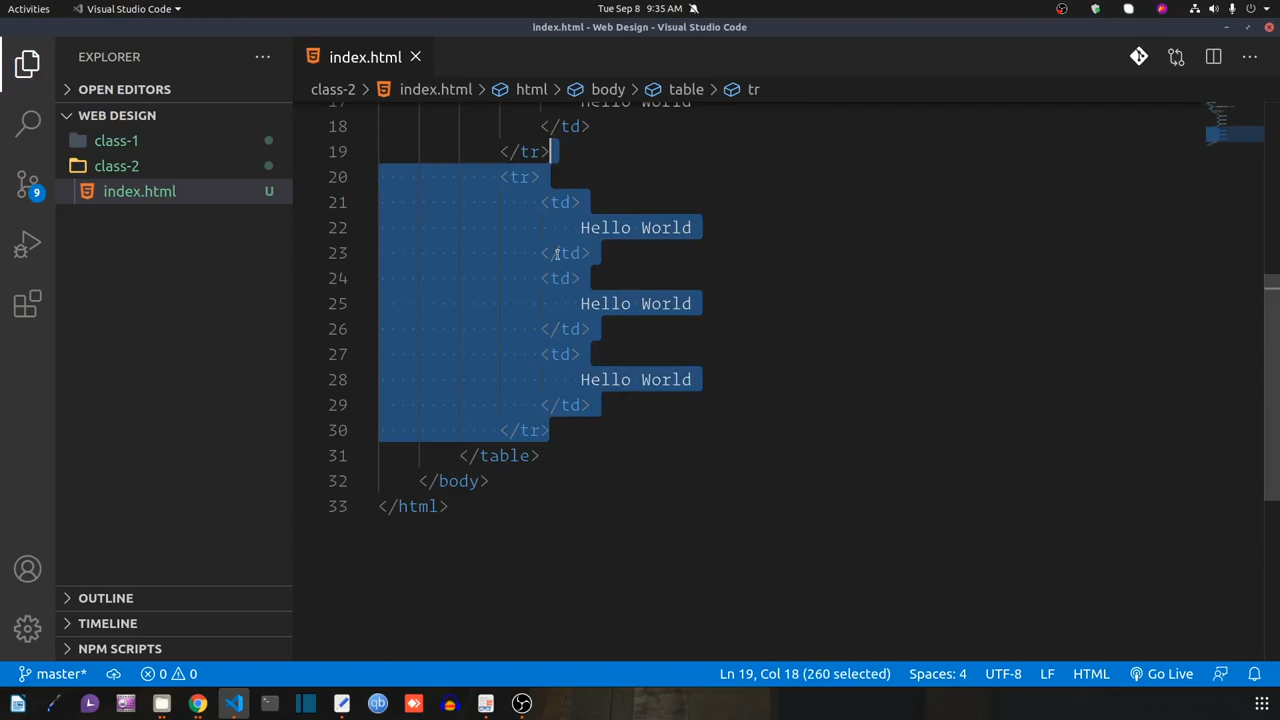 Activities
Visual Studio Code
Tue Sep 8 9:35 AM
index.html - Web Design - Visual Studio Code
EXPLORER
index.html
OPEN EDITORS
class-2 > index.html > html > body > table > tr
WEB DESIGN
class-1
class-2
index.html
U
9
17 Hello World
18 </td>
19 </tr>
20 <tr>
21 <td>
22 Hello World
23 </td>
24 <td>
25 Hello World
26 </td>
27 <td>
28 Hello World
29 </td>
30 </tr>
31 </table>
32 </body>
33 </html>
OUTLINE
TIMELINE
NPM SCRIPTS
master*
0
0
Ln 19, Col 18 (260 selected)
Spaces: 4
UTF-8
LF
HTML
Go Live
qb